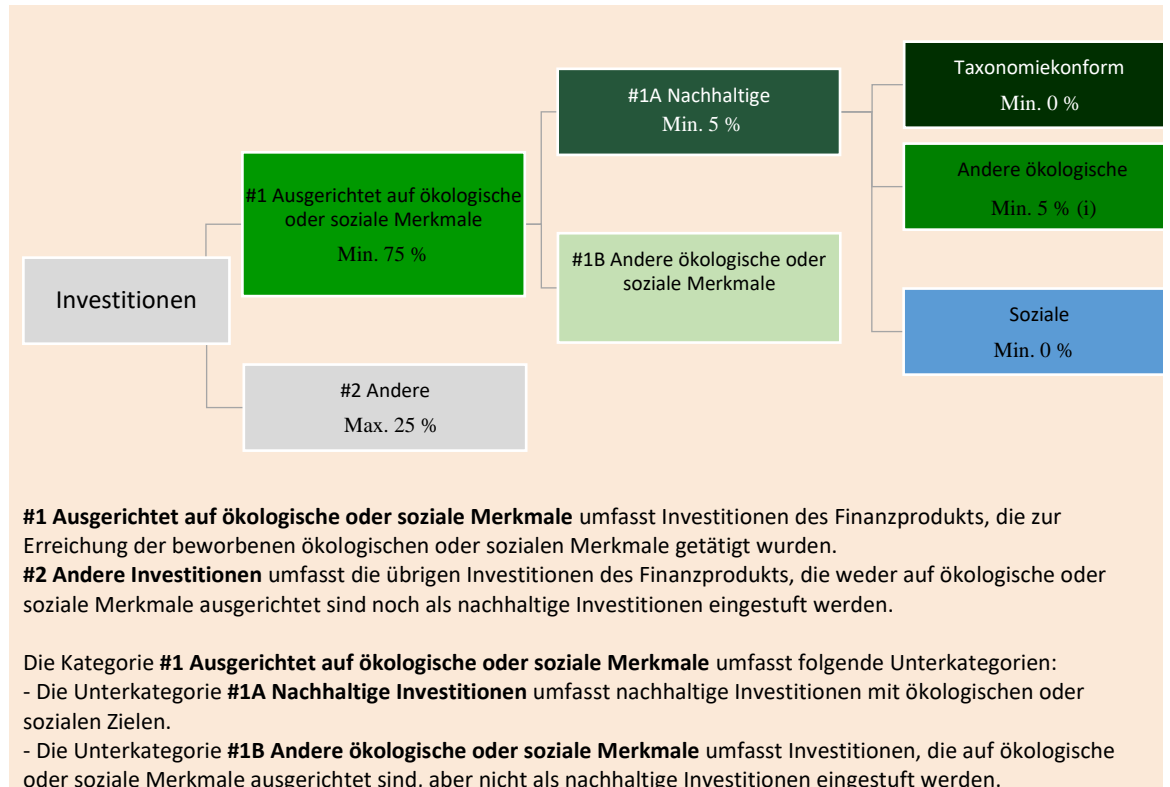 Taxonomiekonform
Min. 0 %
#1A Nachhaltige
Min. 5 %
Andere ökologische
Min. 5 % (i)
#1 Ausgerichtet auf ökologische
oder soziale Merkmale
Min. 75 %
#1B Andere ökologische oder
soziale Merkmale
Investitionen
Soziale
Min. 0 %
#2 Andere
Max. 25 %
#1 Ausgerichtet auf ökologische oder soziale Merkmale umfasst Investitionen des Finanzprodukts, die zur
Erreichung der beworbenen ökologischen oder sozialen Merkmale getätigt wurden.
#2 Andere Investitionen umfasst die übrigen Investitionen des Finanzprodukts, die weder auf ökologische oder
soziale Merkmale ausgerichtet sind noch als nachhaltige Investitionen eingestuft werden.
Die Kategorie #1 Ausgerichtet auf ökologische oder soziale Merkmale umfasst folgende Unterkategorien:
- Die Unterkategorie #1A Nachhaltige Investitionen umfasst nachhaltige Investitionen mit ökologischen oder
sozialen Zielen.
- Die Unterkategorie #1B Andere ökologische oder soziale Merkmale umfasst Investitionen, die auf ökologische
oder soziale Merkmale ausgerichtet sind, aber nicht als nachhaltige Investitionen eingestuft werden.